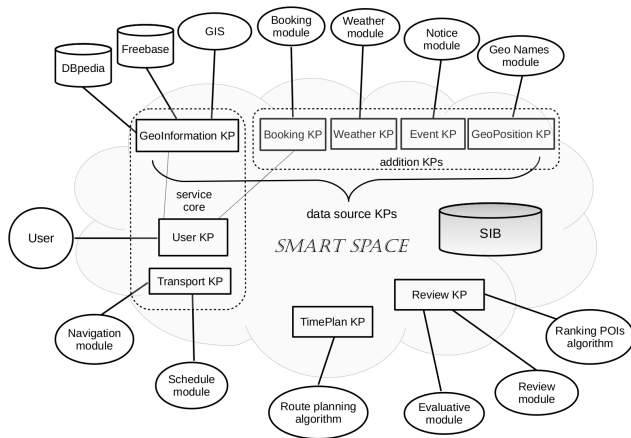 Freebase
GIS
Booking
module
Weather
module
Notice
module
Geo Names
module
DBpedia
GeoInformation KP
Booking KP
Weather KP
Event KP
GeoPosition KP
addition KPs
service
core
data source KPs
User
User KP
SMART SPACE
SIB
Transport KP
Review KP
TimePlan KP
Navigation
module
Ranking POIs
algorithm
Schedule
module
Route planning
algorithm
Evaluative
module
Review
module